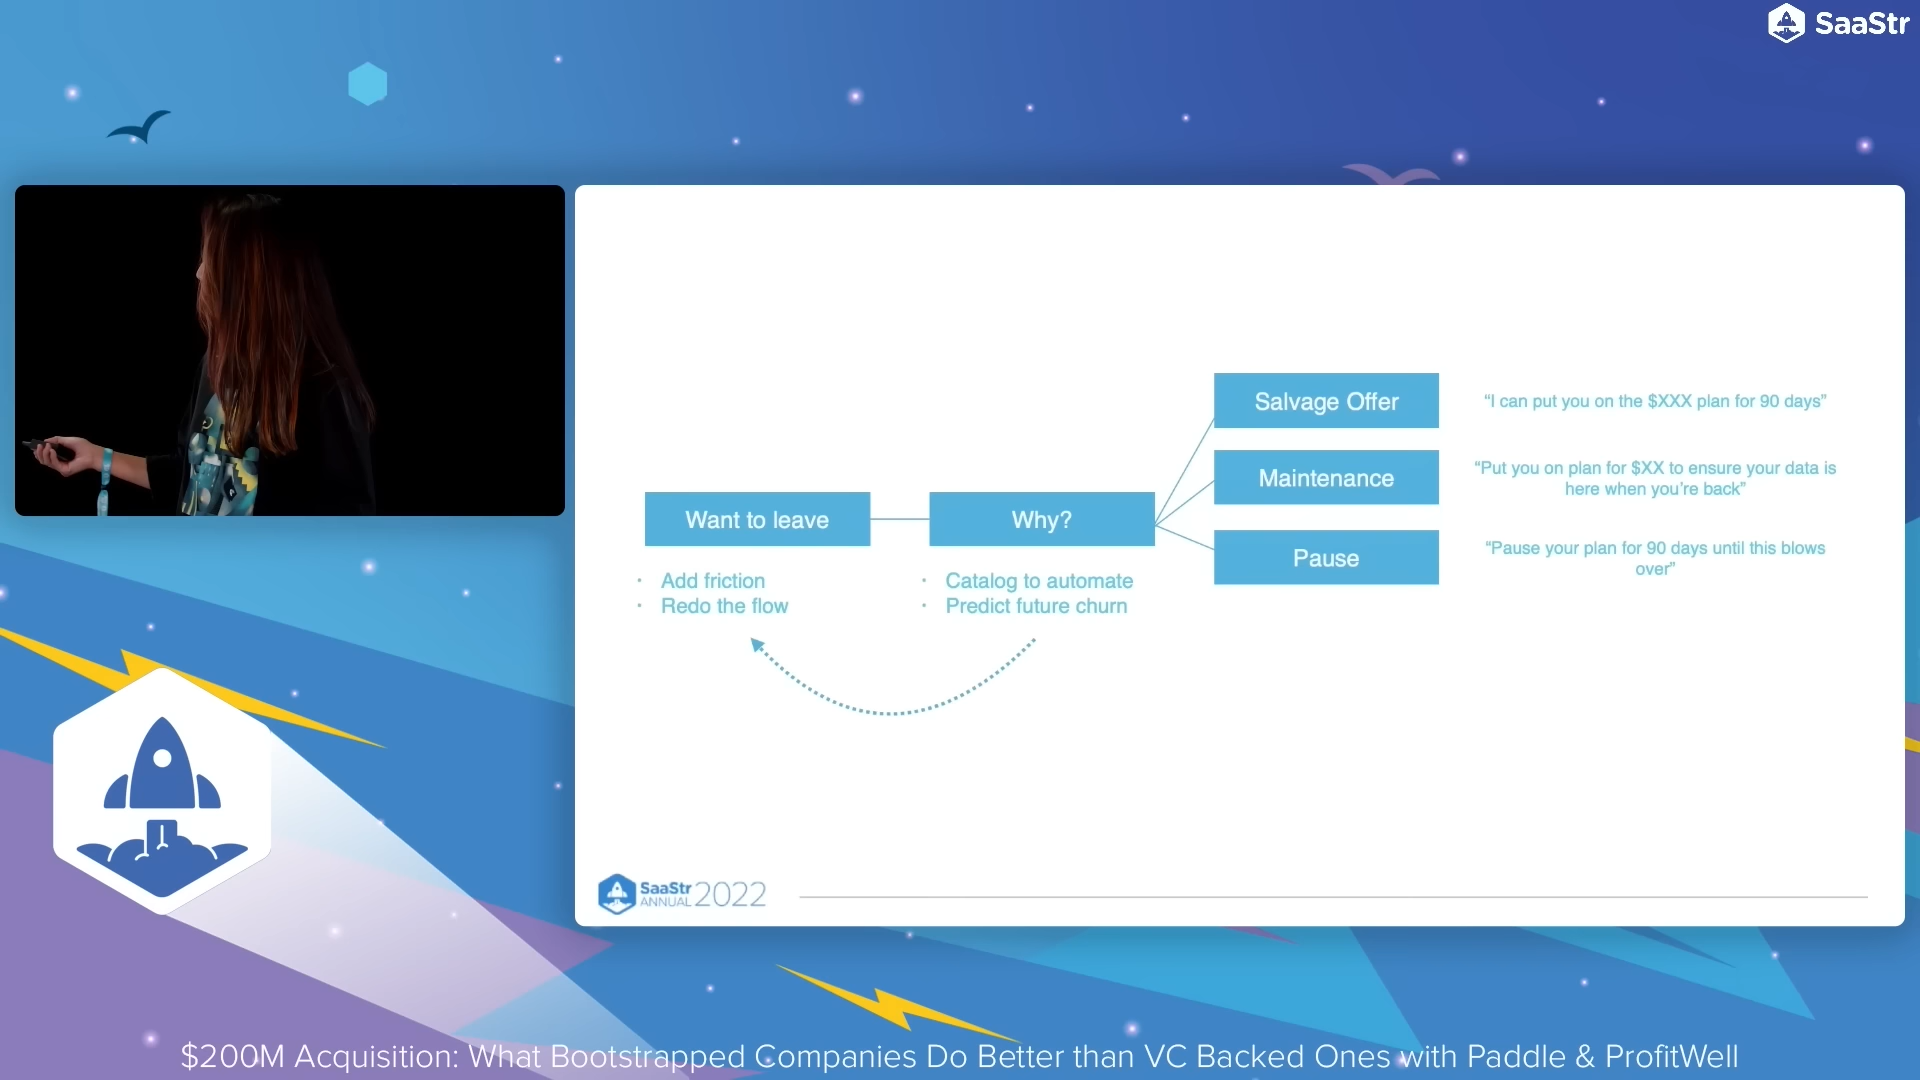 SaaStr
Salvage Offer
“I can put you on the $XXX plan for 90 days”
Maintenance
“Put you on plan for $XX to ensure your data is
here when you’re back”
Want to leave
Why?
Pause
“Pause your plan for 90 days until this blows
over”
· Add friction
· Redo the flow
· Catalog to automate
· Predict future churn
SaaStr
ANNUAL 2022
$200M Acquisition: What Bootstrapped Companies Do Better than VC Backed Ones with Paddle & ProfitWell